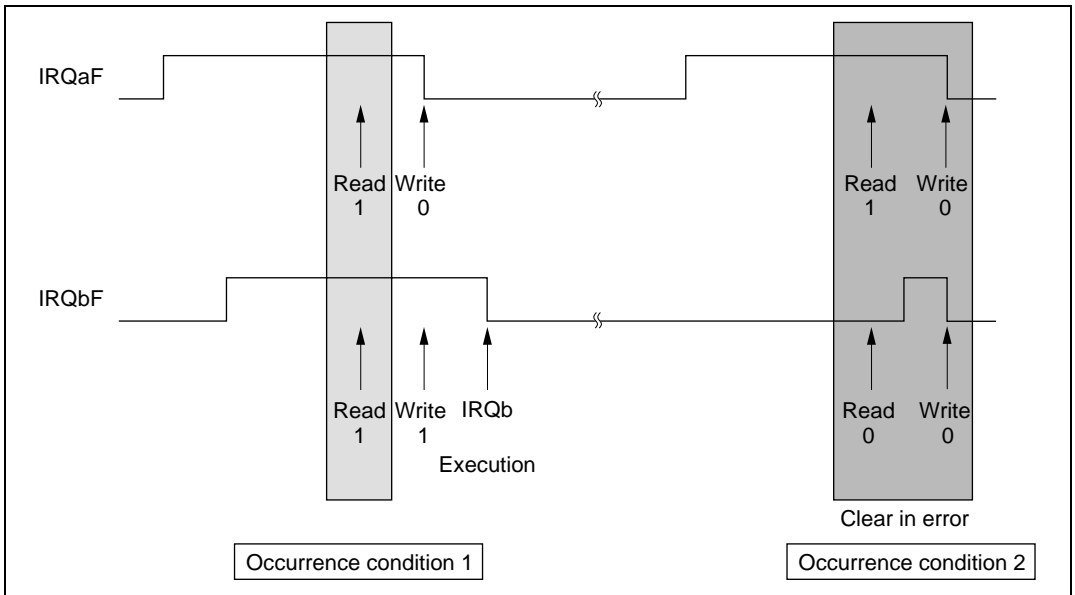 IRQaF
Read Write Read Write
1 0 1 0
IRQbF
Read Write IRQb Read Write
1 1 0 0
Execution
Clear in error
Occurrence condition 1 Occurrence condition 2